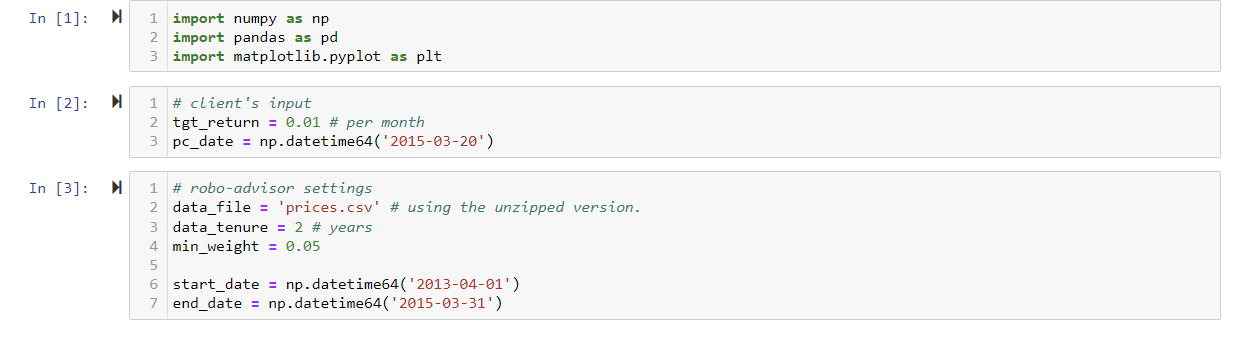 In [1]:
1 import numpy as np
2 import pandas as pd
3 import matplotlib.pyplot as plt
In [2]:
1 # client's input
2 tgt_return = 0.01 # per month
3 pc_date = np.datetime64('2015-03-20')
In [3]:
1 # robo-advisor settings
2 data_file = 'prices.csv' # using the unzipped version.
3 data_tenure = 2 # years
4 min_weight = 0.05
5
6 start_date = np.datetime64('2013-04-01')
7 end_date = np.datetime64('2015-03-31')